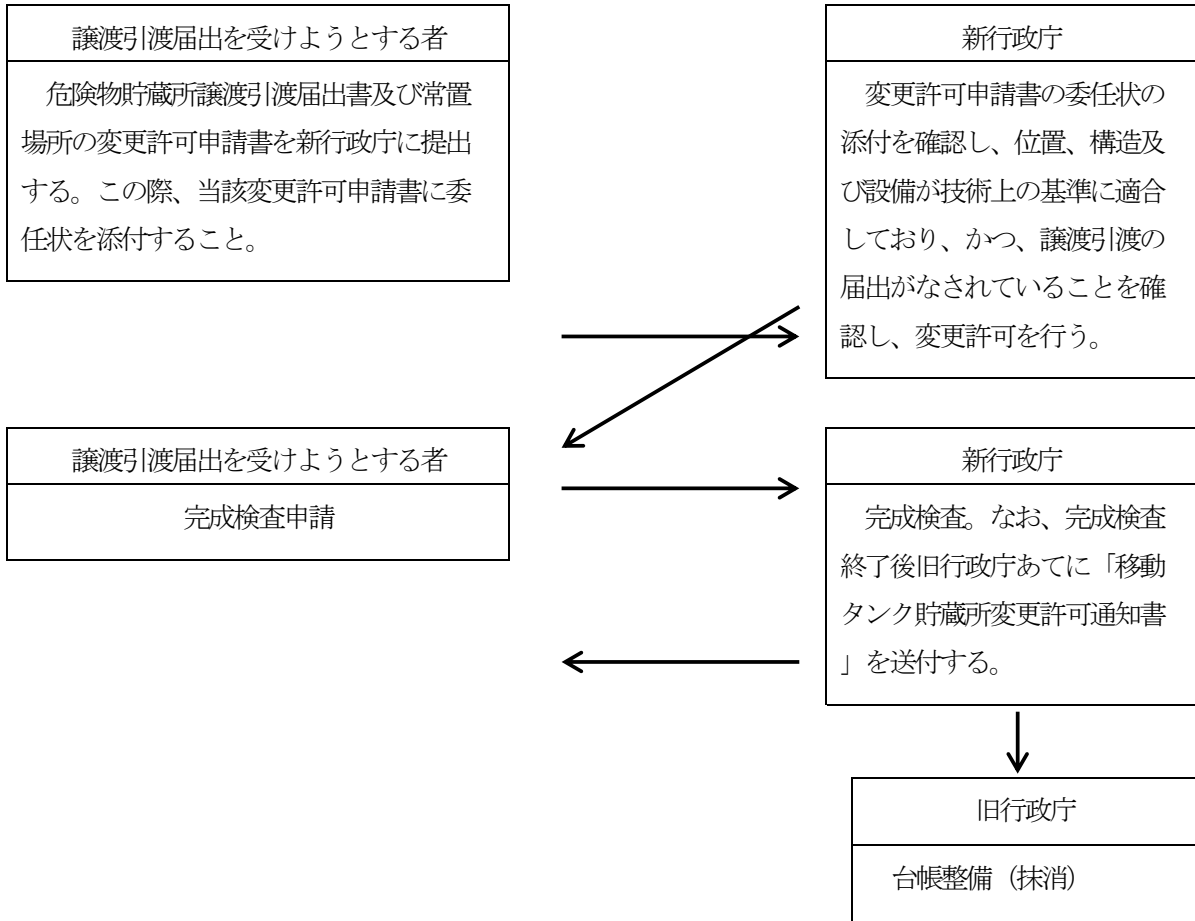 譲渡引渡届出を受けようとする者
危険物貯蔵所譲渡引渡届出書及び常置
場所の変更許可申請書を新行政庁に提出
する。この際、当該変更許可申請書に委
任状を添付すること。
新行政庁
変更許可申請書の委任状の
添付を確認し、位置、構造及
び設備が技術上の基準に適合
しており、かつ、譲渡引渡の
届出がなされていることを確
認し、変更許可を行う。
譲渡引渡届出を受けようとする者
完成検査申請
新行政庁
完成検査。なお、完成検査
終了後旧行政庁あてに「移動
タンク貯蔵所変更許可通知書
」を送付する。
旧行政庁
台帳整備（抹消）